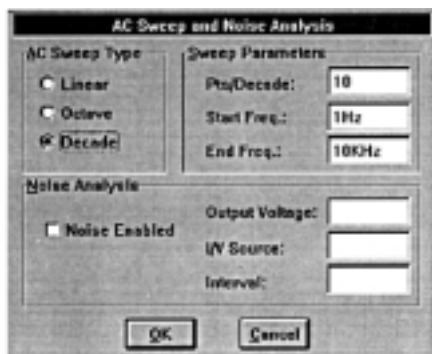 AC Sweep and Noise Analysis
AC Sweep Type
Linear
Octave
Decade
Sweep Parameters
Pts/Decade: 10
Start Freq.: 1Hz
End Freq.: 10KHz
Noise Analysis
Noise Enabled
Output Voltage:
I/V Source:
Interval:
OK
Cancel